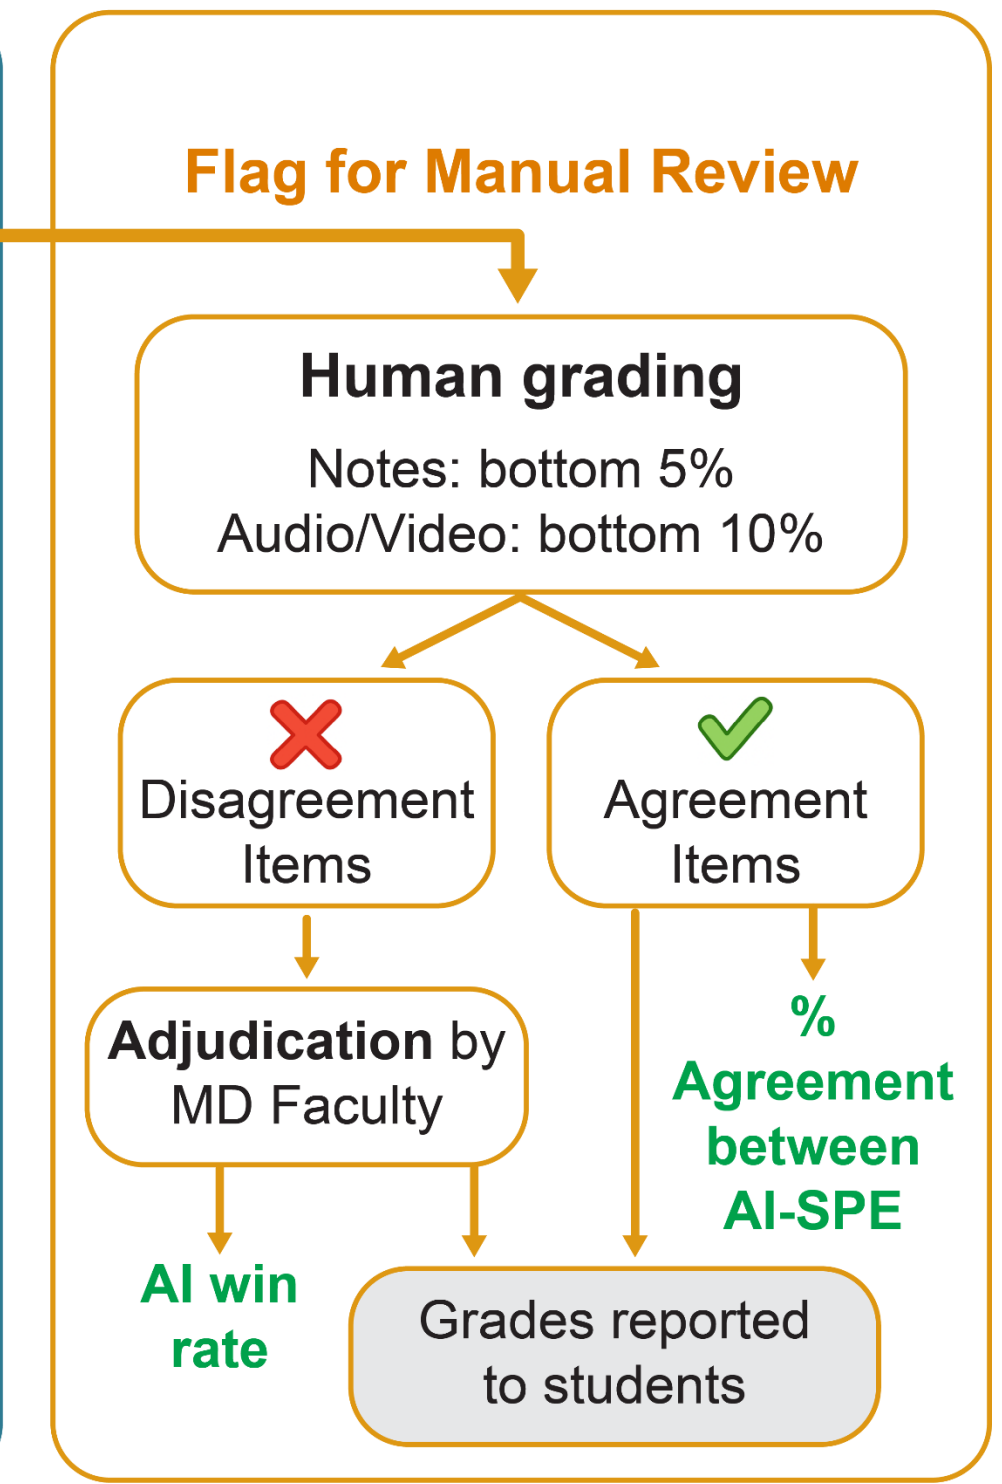 Flag for Manual Review
Human grading
Notes: bottom 5%
Audio/Video: bottom 10%
Disagreement
Items
Agreement
Items
Adjudication by
MD Faculty
%
Agreement
between
AI-SPE
AI win
rate
Grades reported
to students